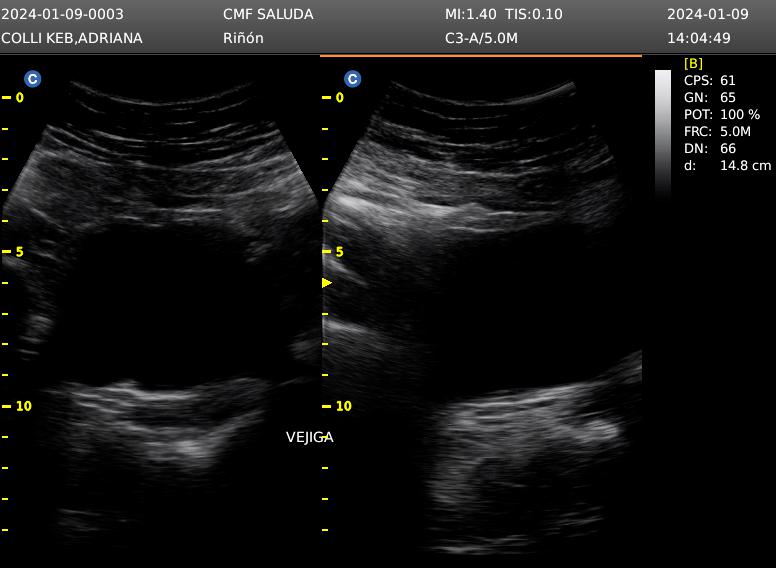 2024-01-09-0003 CMF SALUDA MI:1.40 TIS:0.10 2024-01-09
COLLI KEB,ADRIANA Riñón C3-A/5.0M 14:04:49
C
C
[B]
CPS: 61
GN: 65
POT: 100 %
FRC: 5.0M
DN: 66
d: 14.8 cm
0
0
5
5
10
10
VEJIGA